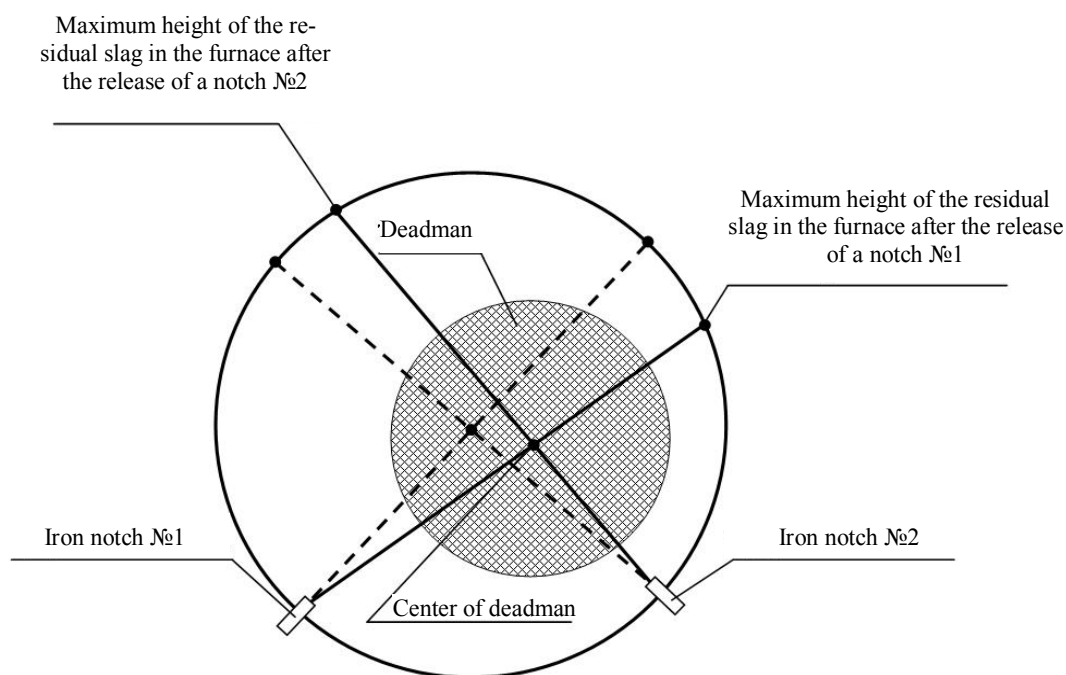 Maximum height of the re-
sidual slag in the furnace after
the release of a notch №2
Maximum height of the residual
slag in the furnace after the release
of a notch №1
Deadman
Iron notch №1
Iron notch №2
Center of deadman